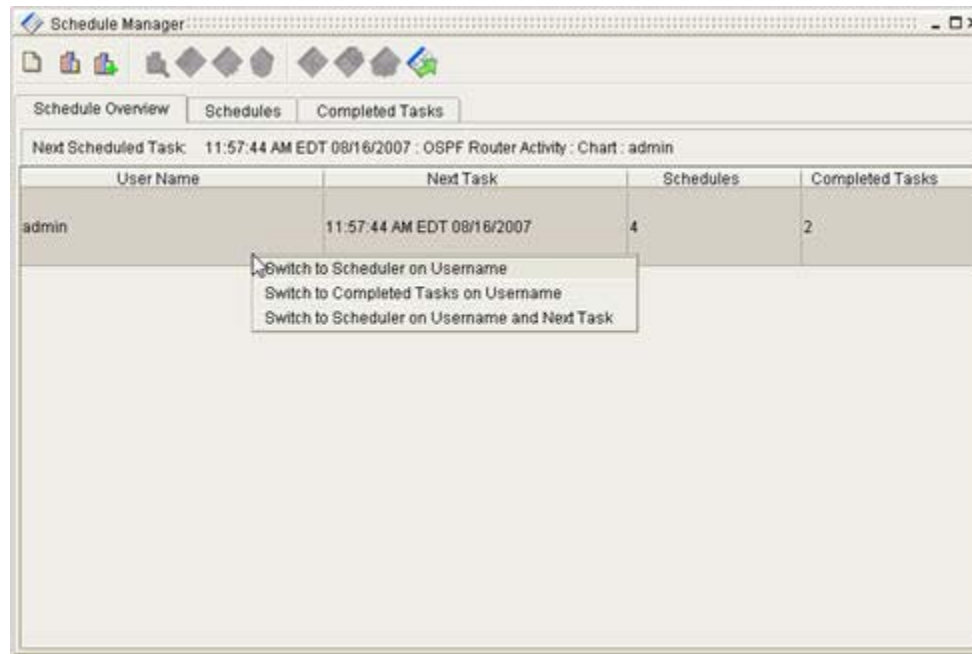 Schedule Manager
Schedule Overview Schedules Completed Tasks
Next Scheduled Task: 11:57:44 AM EDT 08/16/2007 : OSPF Router Activity : Chart : admin
User Name Next Task Schedules Completed Tasks
admin 11:57:44 AM EDT 08/16/2007 4 2
Switch to Scheduler on Username
Switch to Completed Tasks on Username
Switch to Scheduler on Username and Next Task